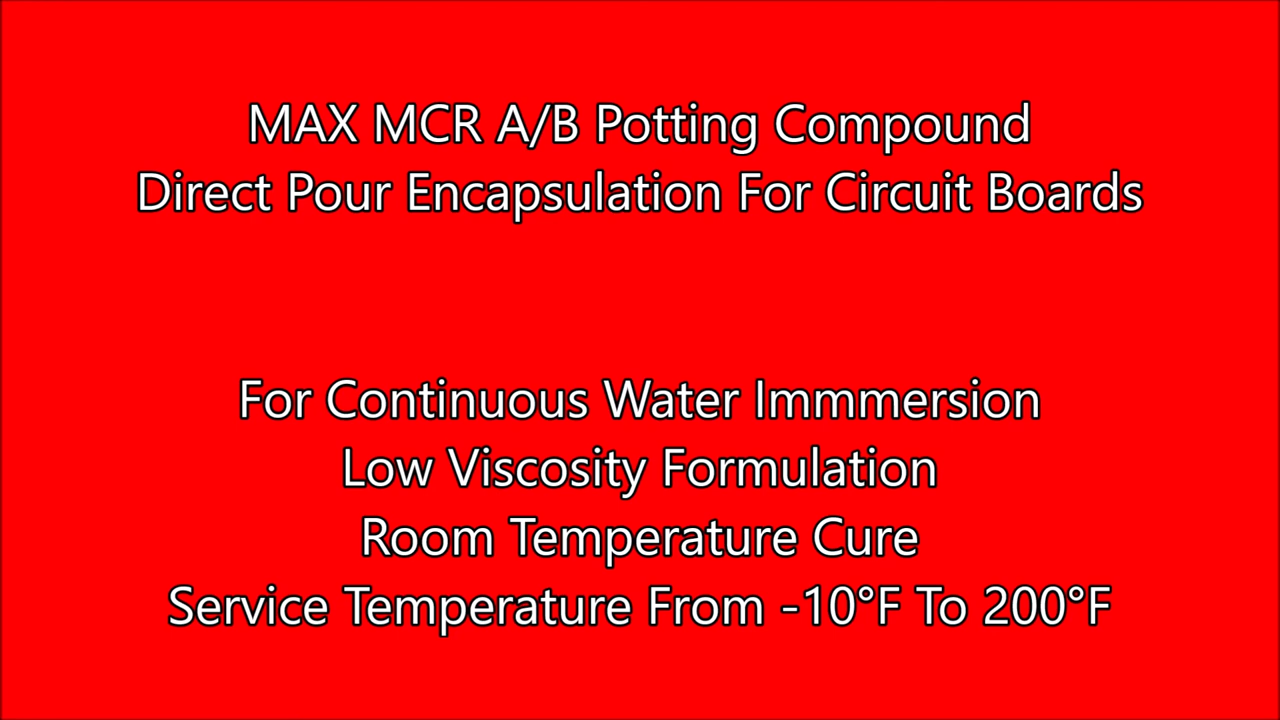 MAX MCR A/B Potting Compound
Direct Pour Encapsulation For Circuit Boards
For Continuous Water Immmersion
Low Viscosity Formulation
Room Temperature Cure
Service Temperature From -10°F To 200°F